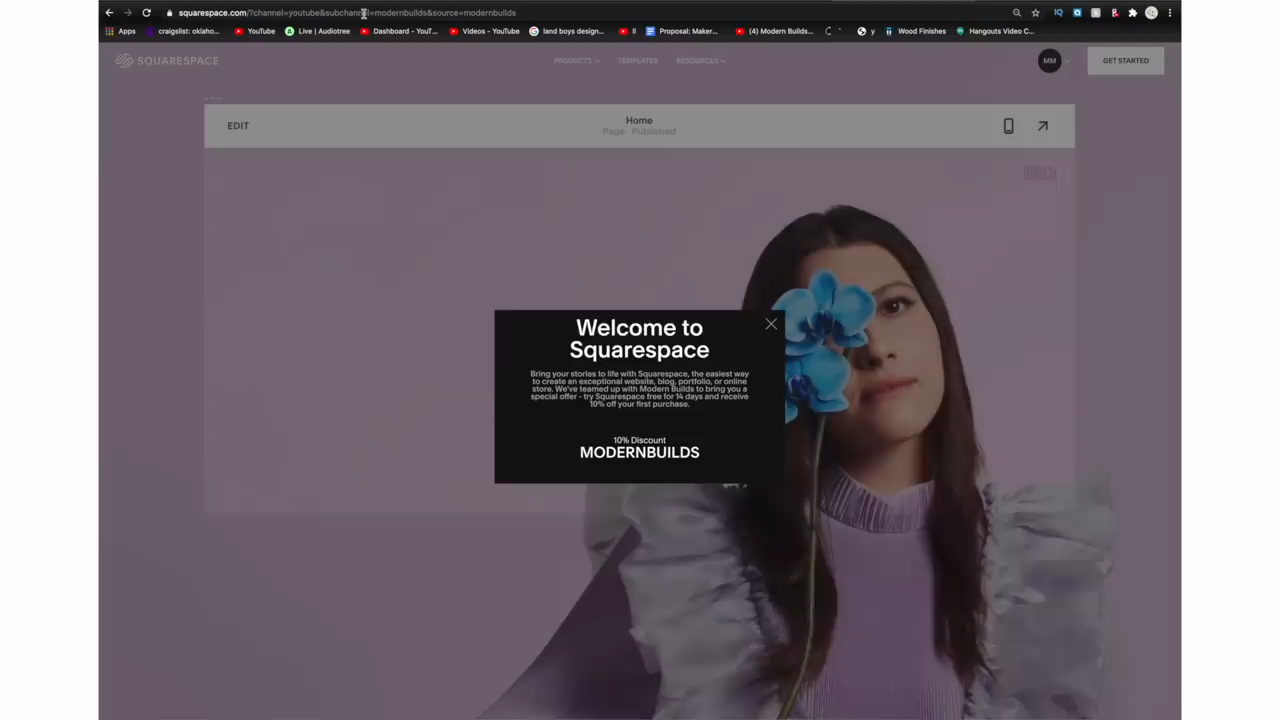 squarespace.com/?channel=youtube&subchannel=modernbuilds&source=modernbuilds
Apps craigslist: oklaho... YouTube Live | Audiotree Dashboard - YouT... Videos - YouTube land boys design... II Proposal: Maker... (4) Modern Builds... y Wood Finishes Hangouts Video C...
SQUARESPACE PRODUCTS TEMPLATES RESOURCES MM GET STARTED
EDIT
Home
Page · Published
Welcome to
Squarespace
Bring your stories to life with Squarespace, the easiest way
to create an exceptional website, blog, portfolio, or online
store. We've teamed up with Modern Builds to bring you a
special offer - try Squarespace free for 14 days and receive
10% off your first purchase.
10% Discount
MODERNBUILDS